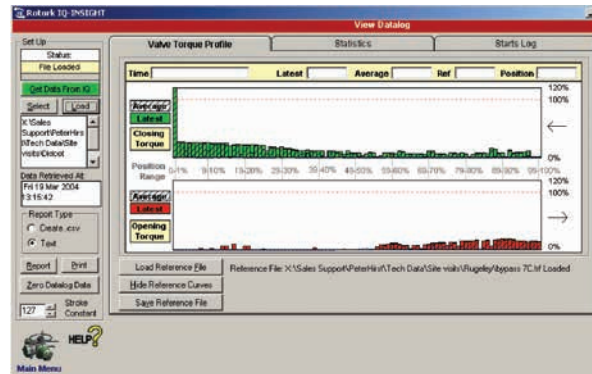 Rotork IQ-INSIGHT
View Datalog
Set Up
Status:
File Loaded
Get Data From IQ
Select
Load
X:\Sales
Support\PeterHirs
t\Tech Data\Site
visits\Didcot
Data Retrieved At:
Fri 19 Mar 2004
13:15:42
Report Type
Create .csv
Text
Report
Print
Zero Datalog Data
127
Stroke
Constant
HELP?
Main Menu
Valve Torque Profile
Statistics
Starts Log
Time
Latest
Average
Ref
Position
Average
Latest
Closing
Torque
120%
100%
0%
Position
Range
0-1% 9-10% 19-20% 29-30% 39-40% 49-50% 59-60% 69-70% 79-80% 89-90% 99-100%
Average
Latest
Opening
Torque
120%
100%
0%
Load Reference File
Reference File: X:\Sales Support\PeterHirst\Tech Data\Site visits\Rugeley\bypass 7C.trf Loaded
Hide Reference Curves
Save Reference File